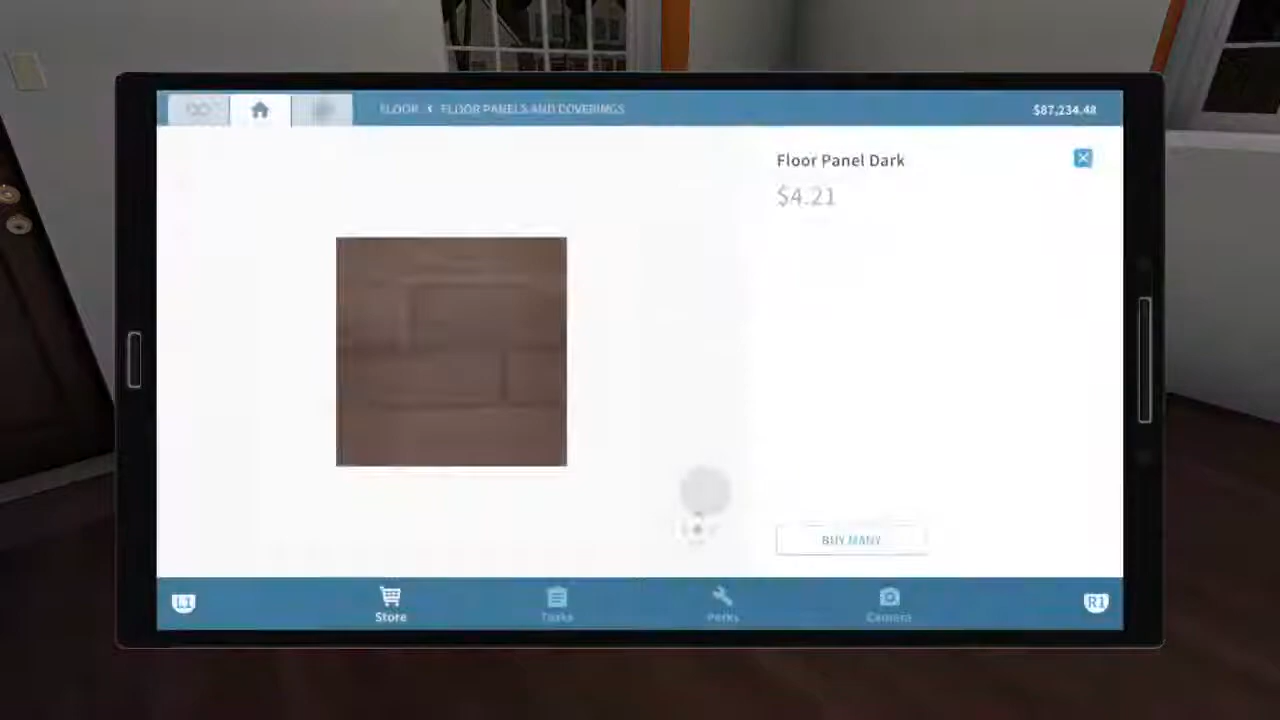 FLOOR < FLOOR PANELS AND COVERINGS
$87,234.48
Floor Panel Dark
$4.21
BUY MANY
L1
Store
Tasks
Perks
Camera
R1